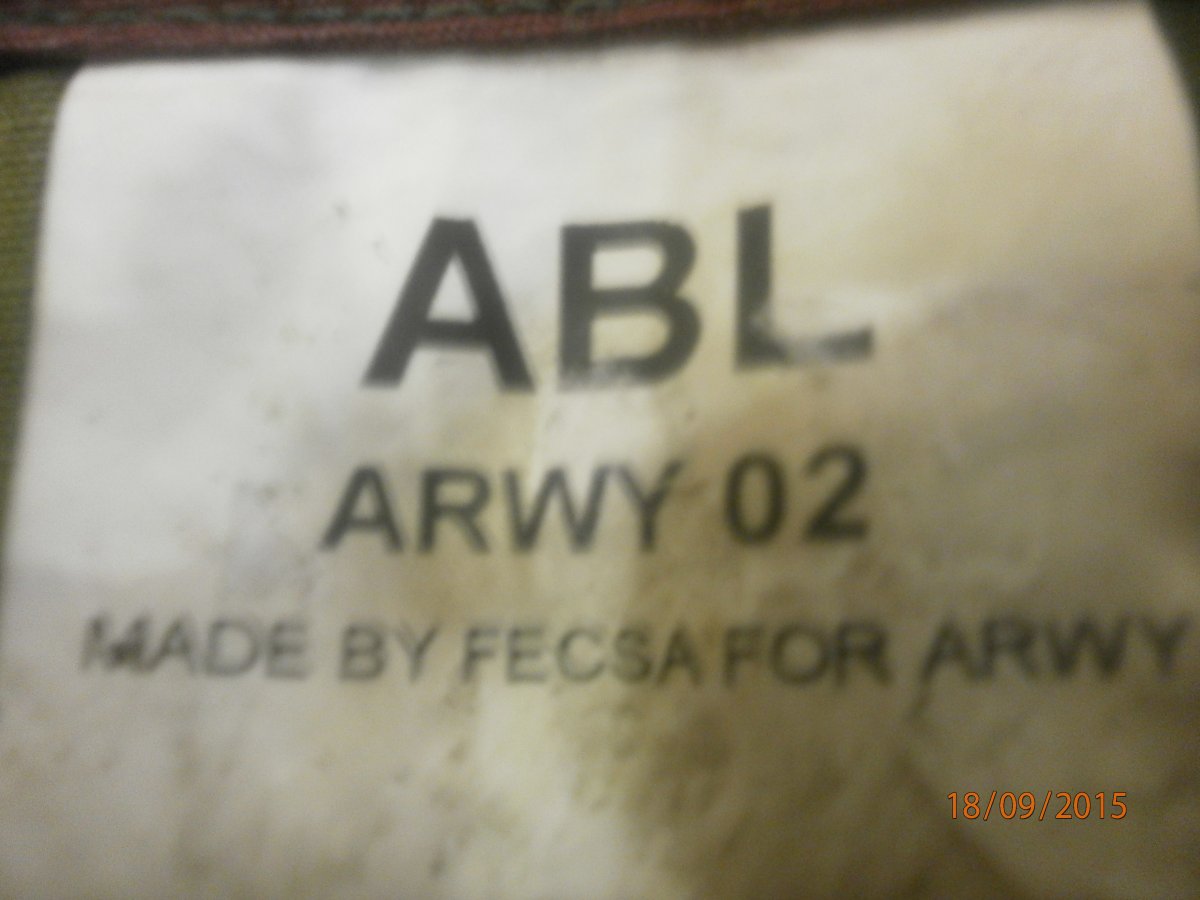 ABL
ARWY 02
MADE BY FECSA FOR ARWY
18/09/2015